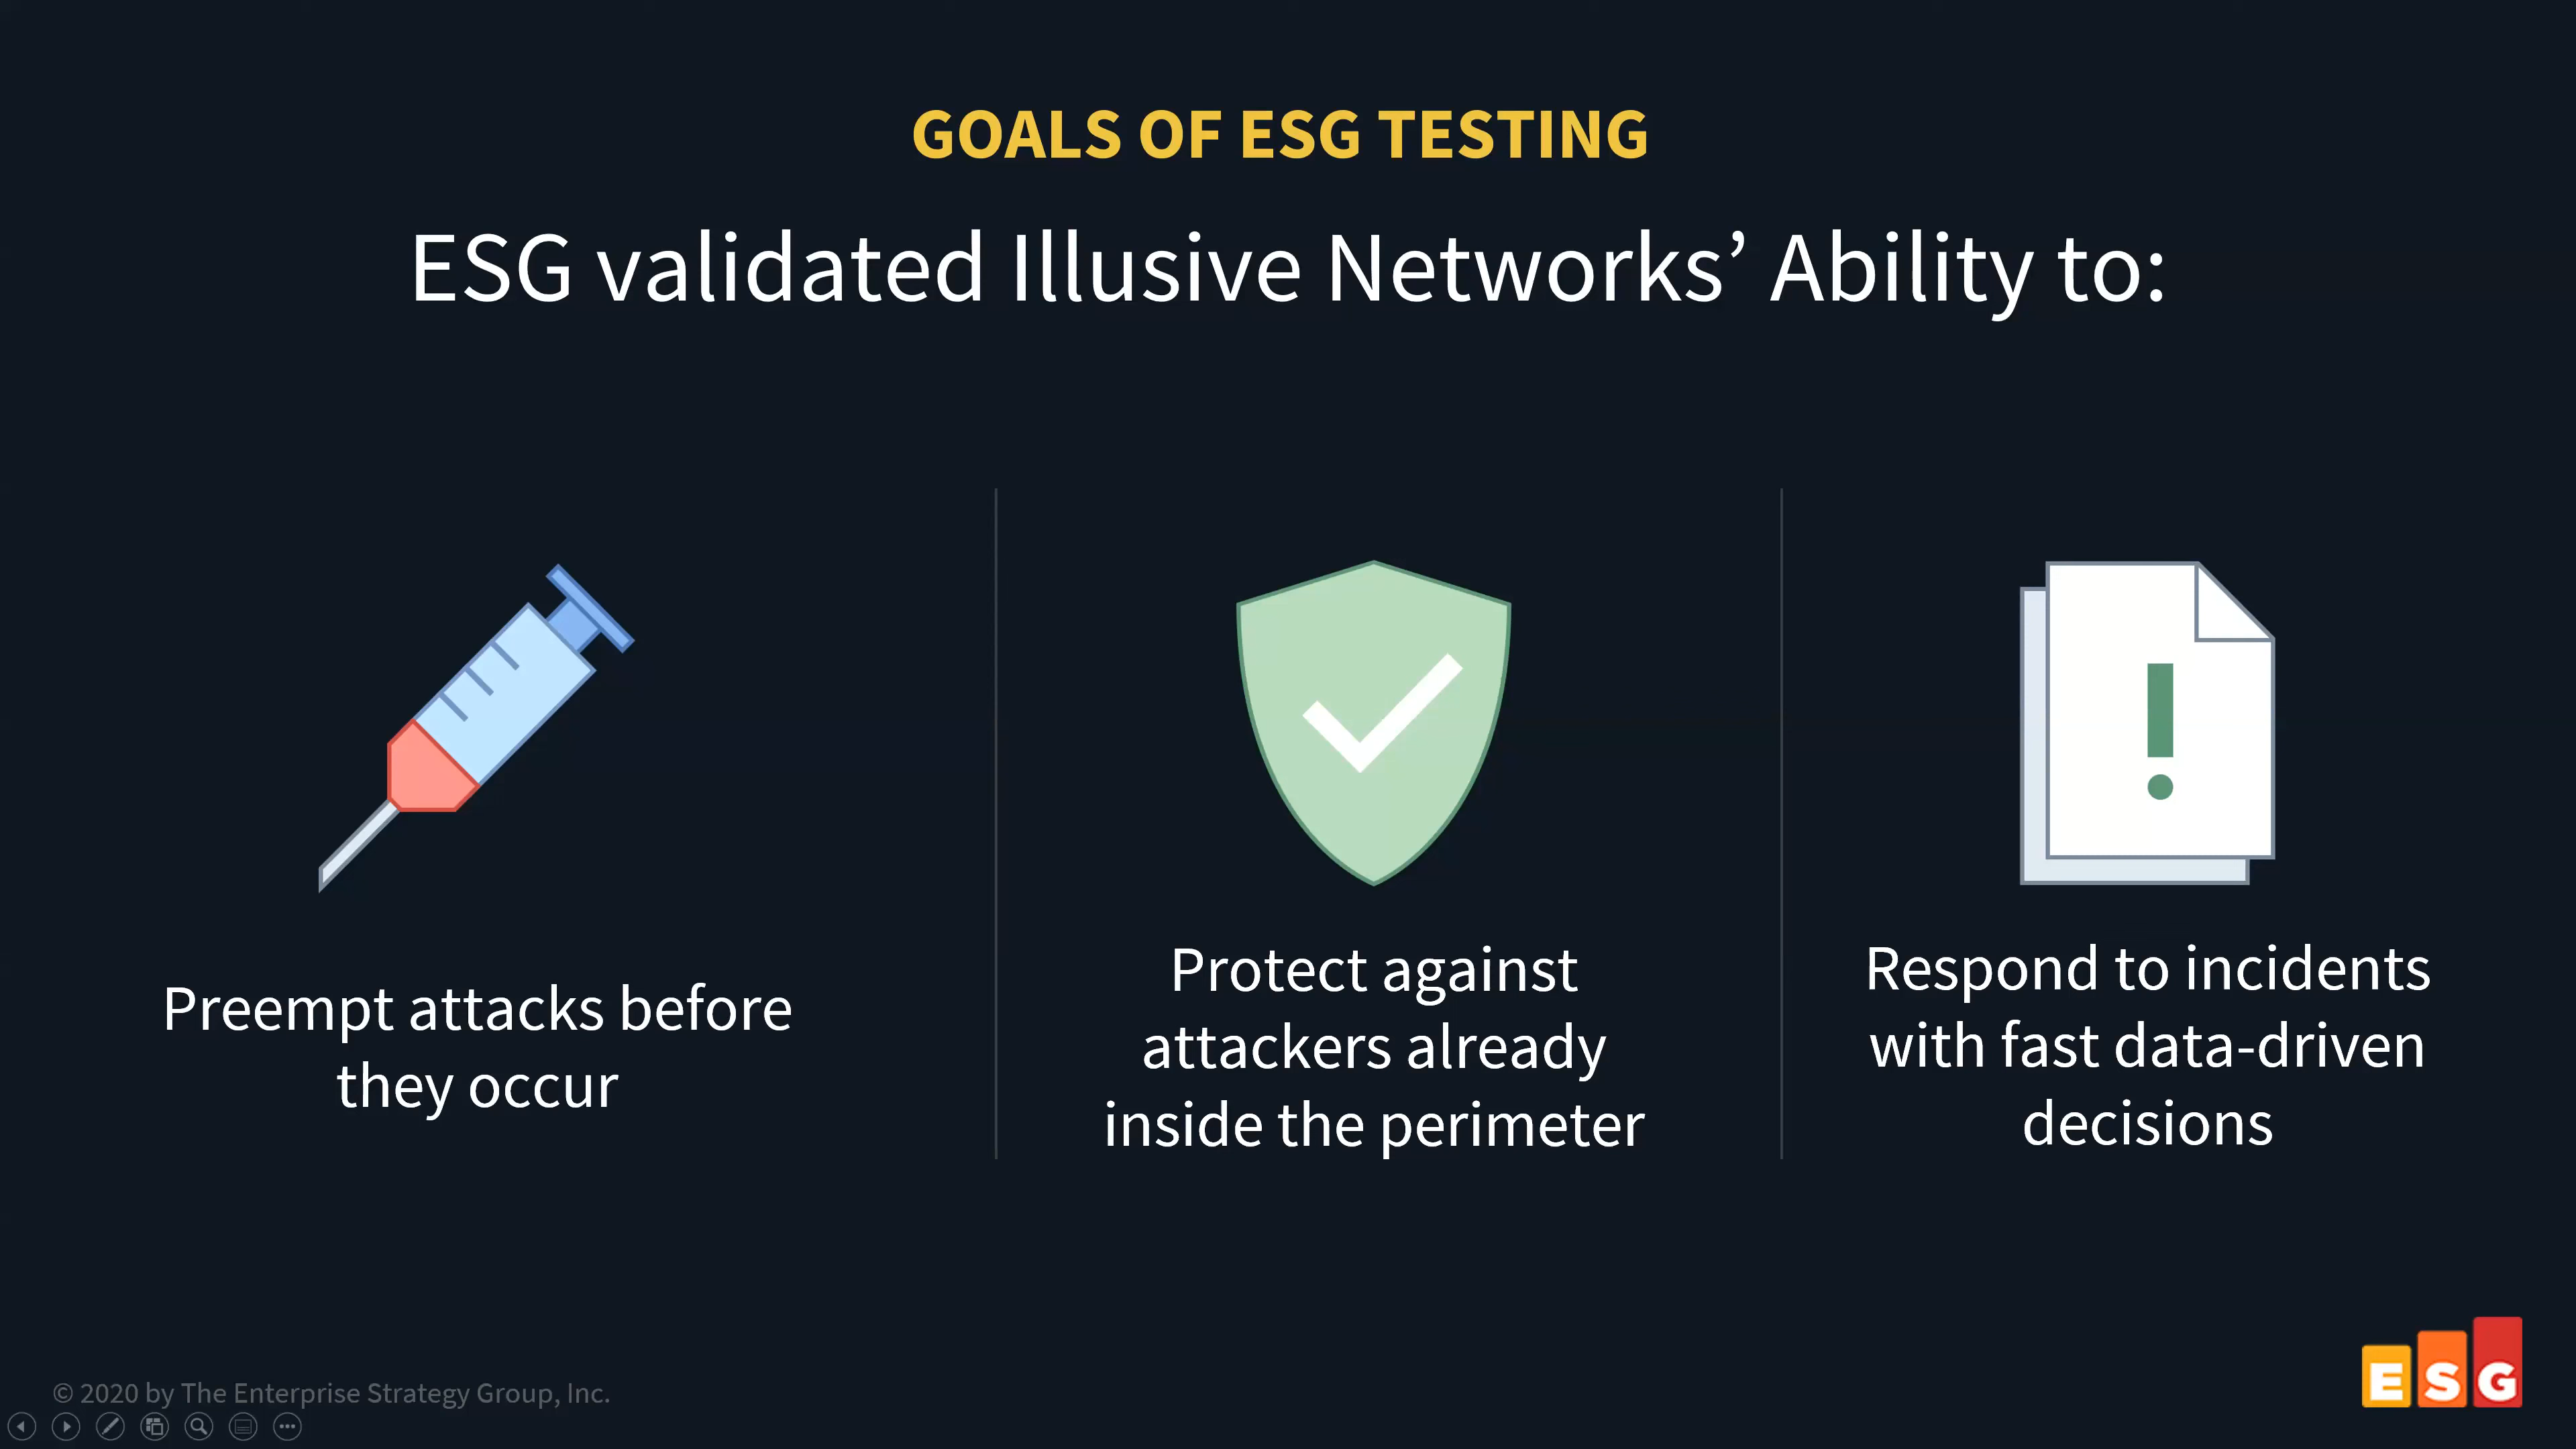 GOALS OF ESG TESTING
ESG validated Illusive Networks’ Ability to:
Preempt attacks before
they occur
Protect against
attackers already
inside the perimeter
Respond to incidents
with fast data-driven
decisions
© 2020 by The Enterprise Strategy Group, Inc.
ESG